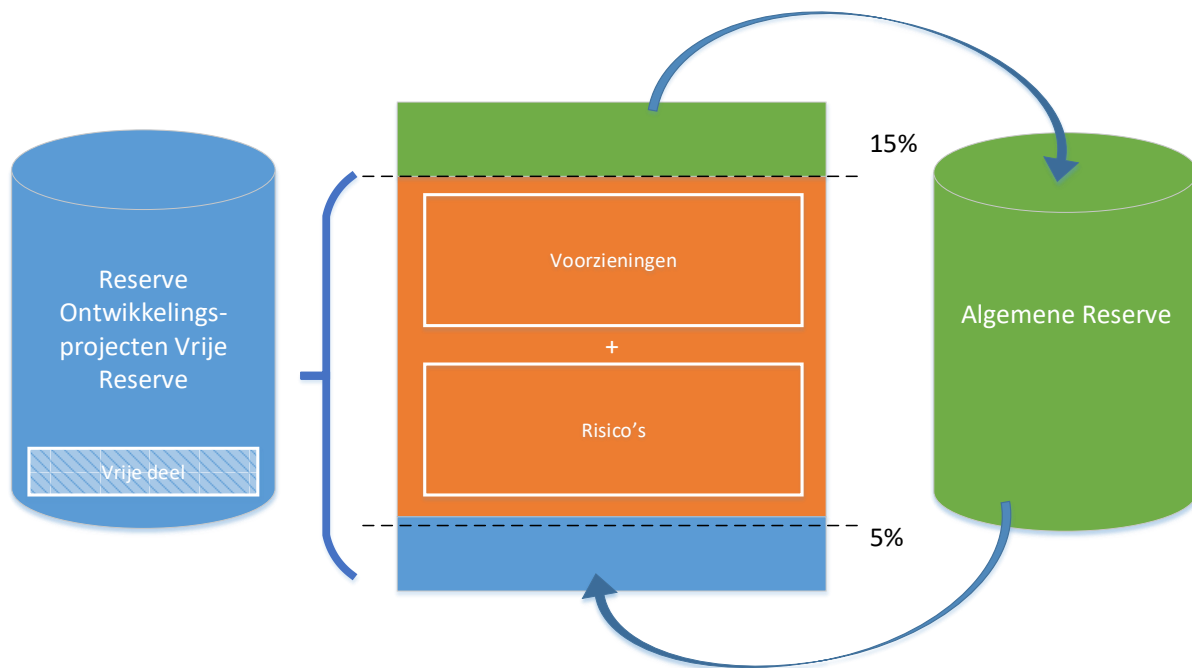 Reserve
Ontwikkelings-
projecten Vrije
Reserve
Vrije deel
Voorzieningen
+
Risico's
15%
5%
Algemene Reserve